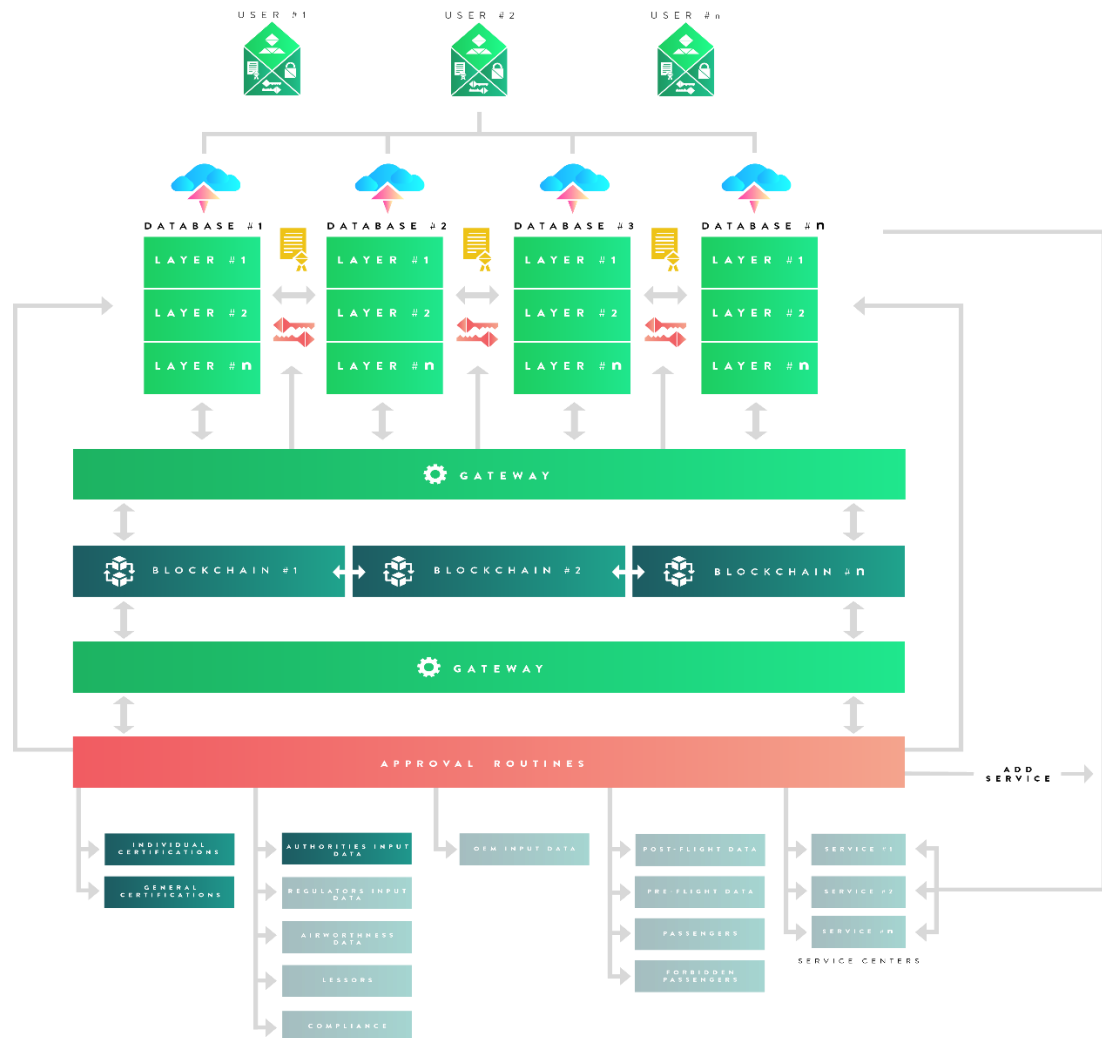 USER #1
USER #2
USER #n
DATABASE #1
DATABASE #2
DATABASE #3
DATABASE #n
LAYER #1
LAYER #1
LAYER #1
LAYER #1
LAYER #2
LAYER #2
LAYER #2
LAYER #2
LAYER #n
LAYER #n
LAYER #n
LAYER #n
GATEWAY
BLOCKCHAIN #1
BLOCKCHAIN #2
BLOCKCHAIN #n
GATEWAY
APPROVAL ROUTINES
ADD
SERVICE
INDIVIDUAL
CERTIFICATIONS
GENERAL
CERTIFICATIONS
AUTHORITIES INPUT
DATA
REGULATORS INPUT
DATA
AIRWORTHNESS
DATA
LESSORS
COMPLIANCE
OEM INPUT DATA
POST-FLIGHT DATA
PRE-FLIGHT DATA
PASSENGERS
FORBIDDEN
PASSENGERS
SERVICE #1
SERVICE #2
SERVICE #n
SERVICE CENTERS